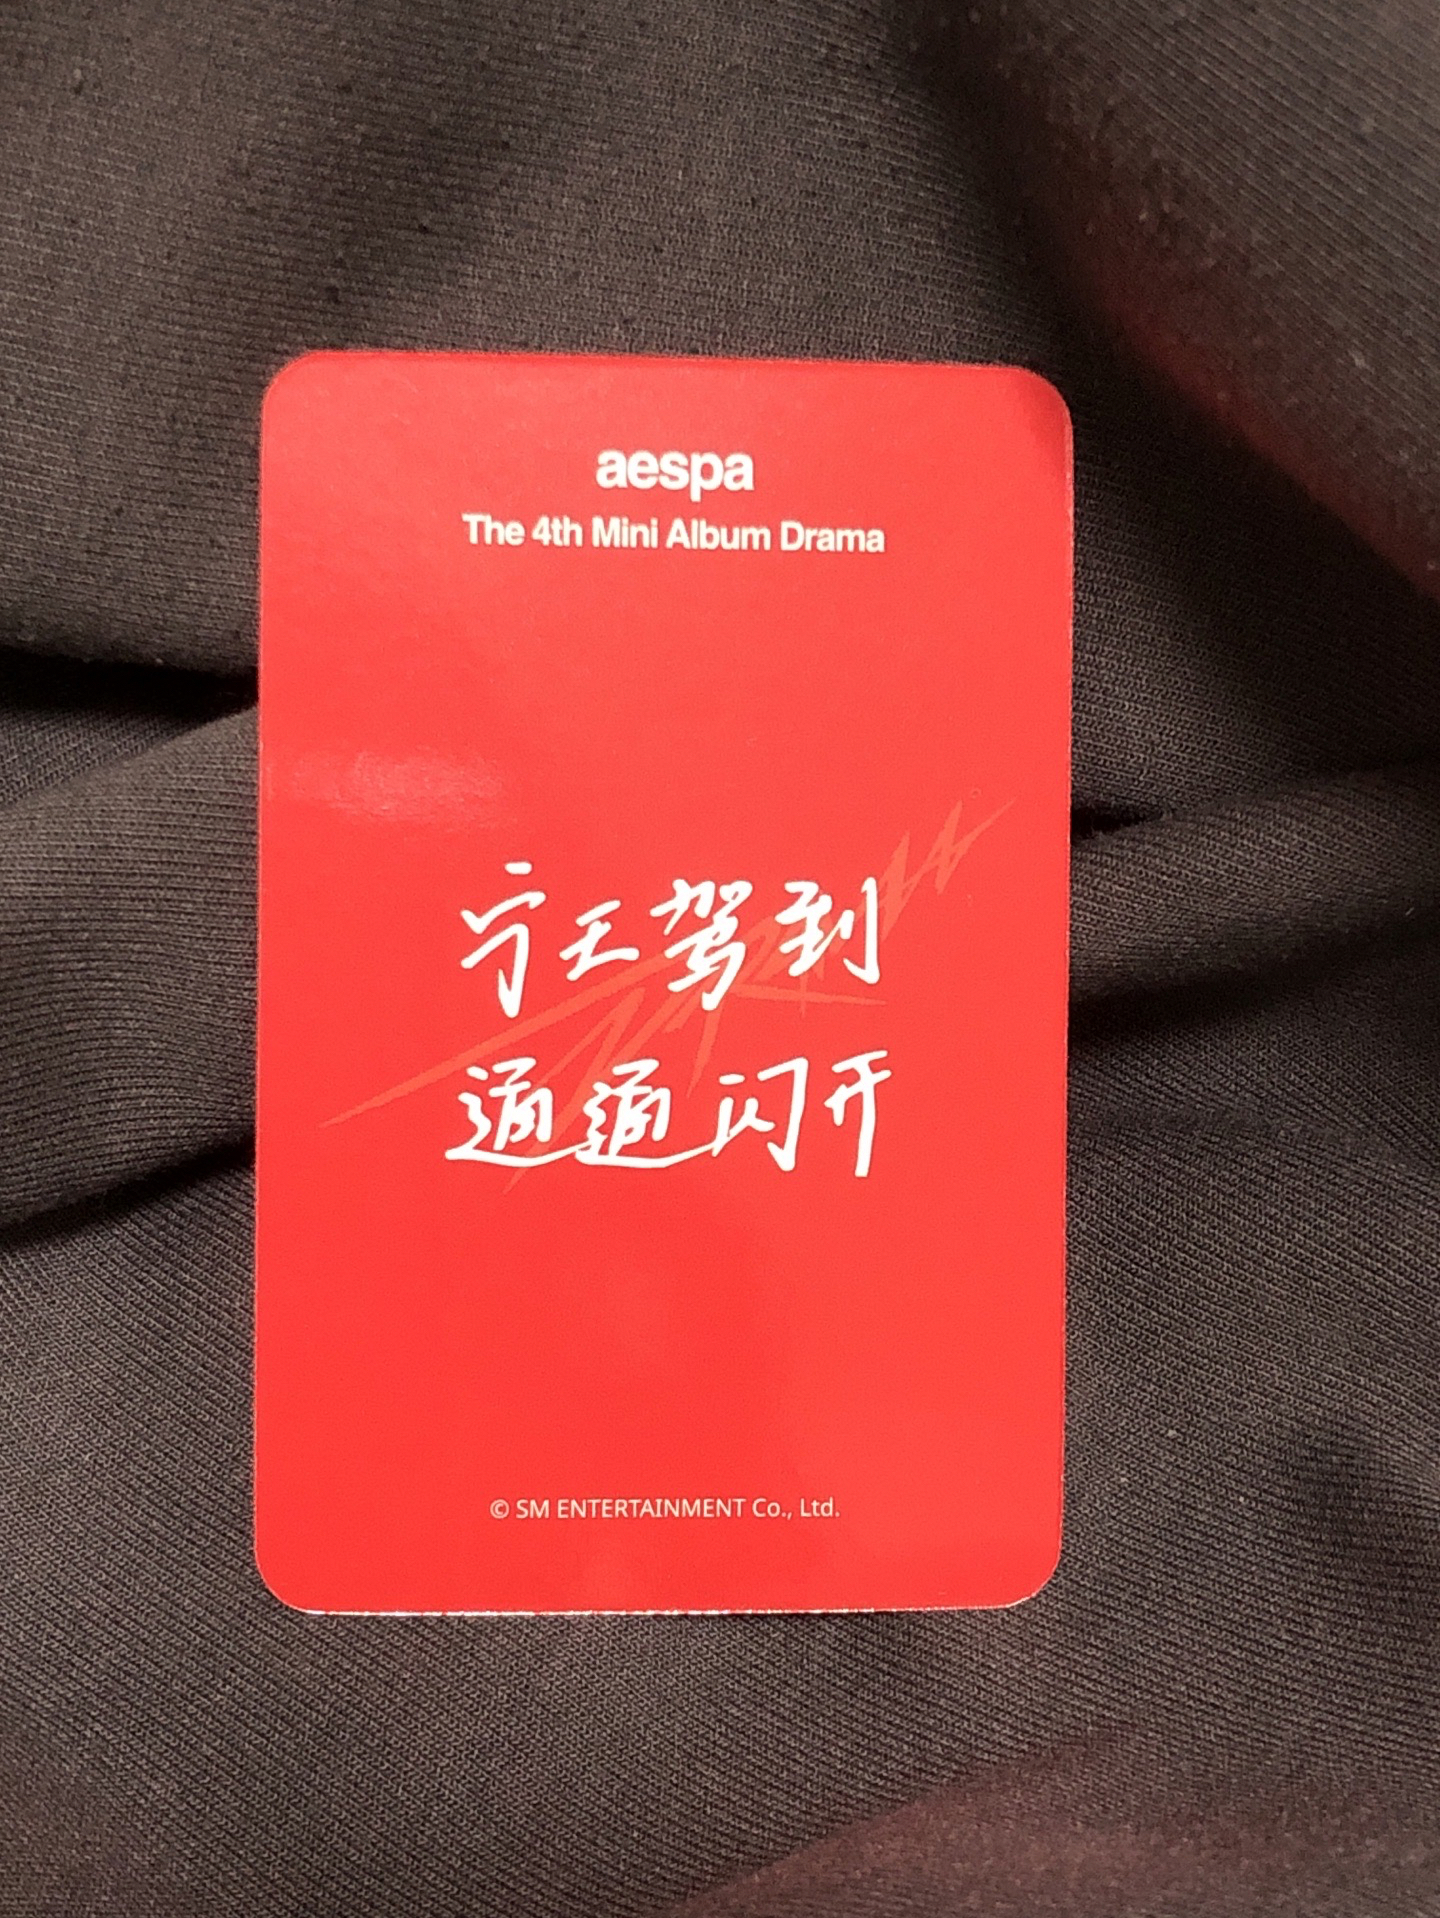 aespa
The 4th Mini Album Drama
宁王驾到
通通闪开
© SM ENTERTAINMENT Co., Ltd.